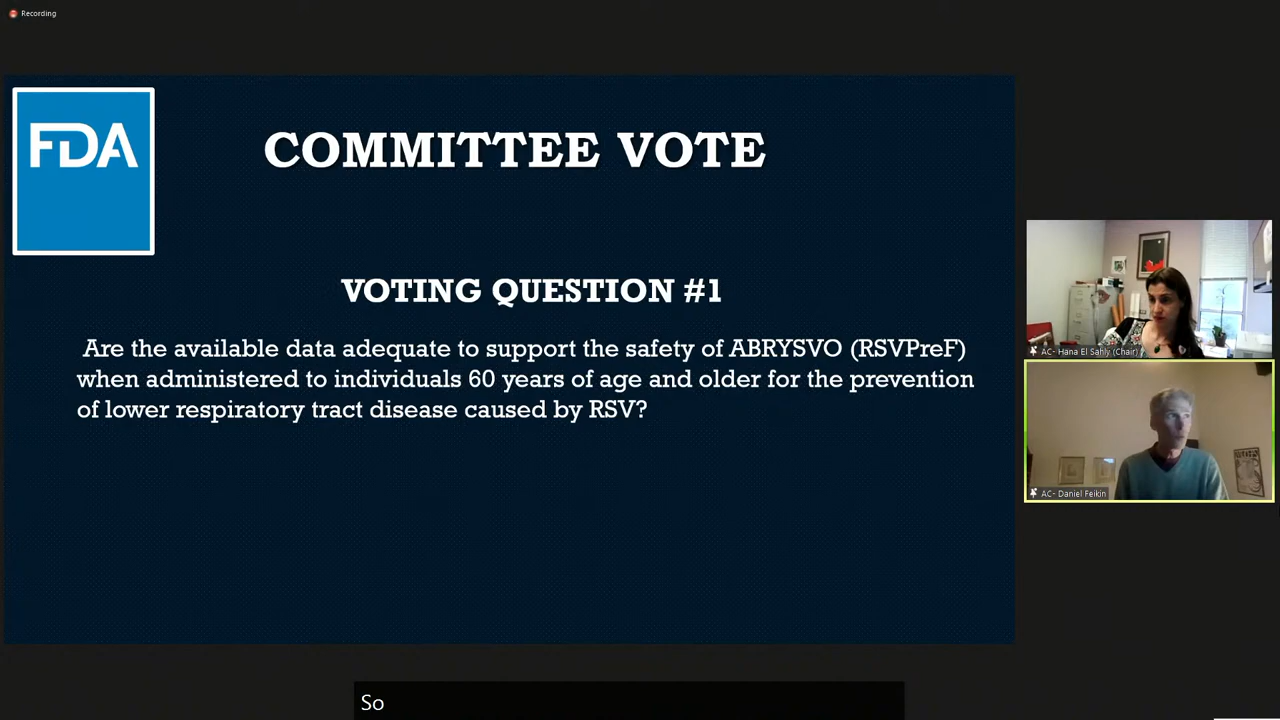 Recording
FDA
COMMITTEE VOTE
VOTING QUESTION #1
Are the available data adequate to support the safety of ABRYSVO (RSVPreF)
when administered to individuals 60 years of age and older for the prevention
of lower respiratory tract disease caused by RSV?
AC- Hana El Sahly (Chair)
AC- Daniel Feikin
So